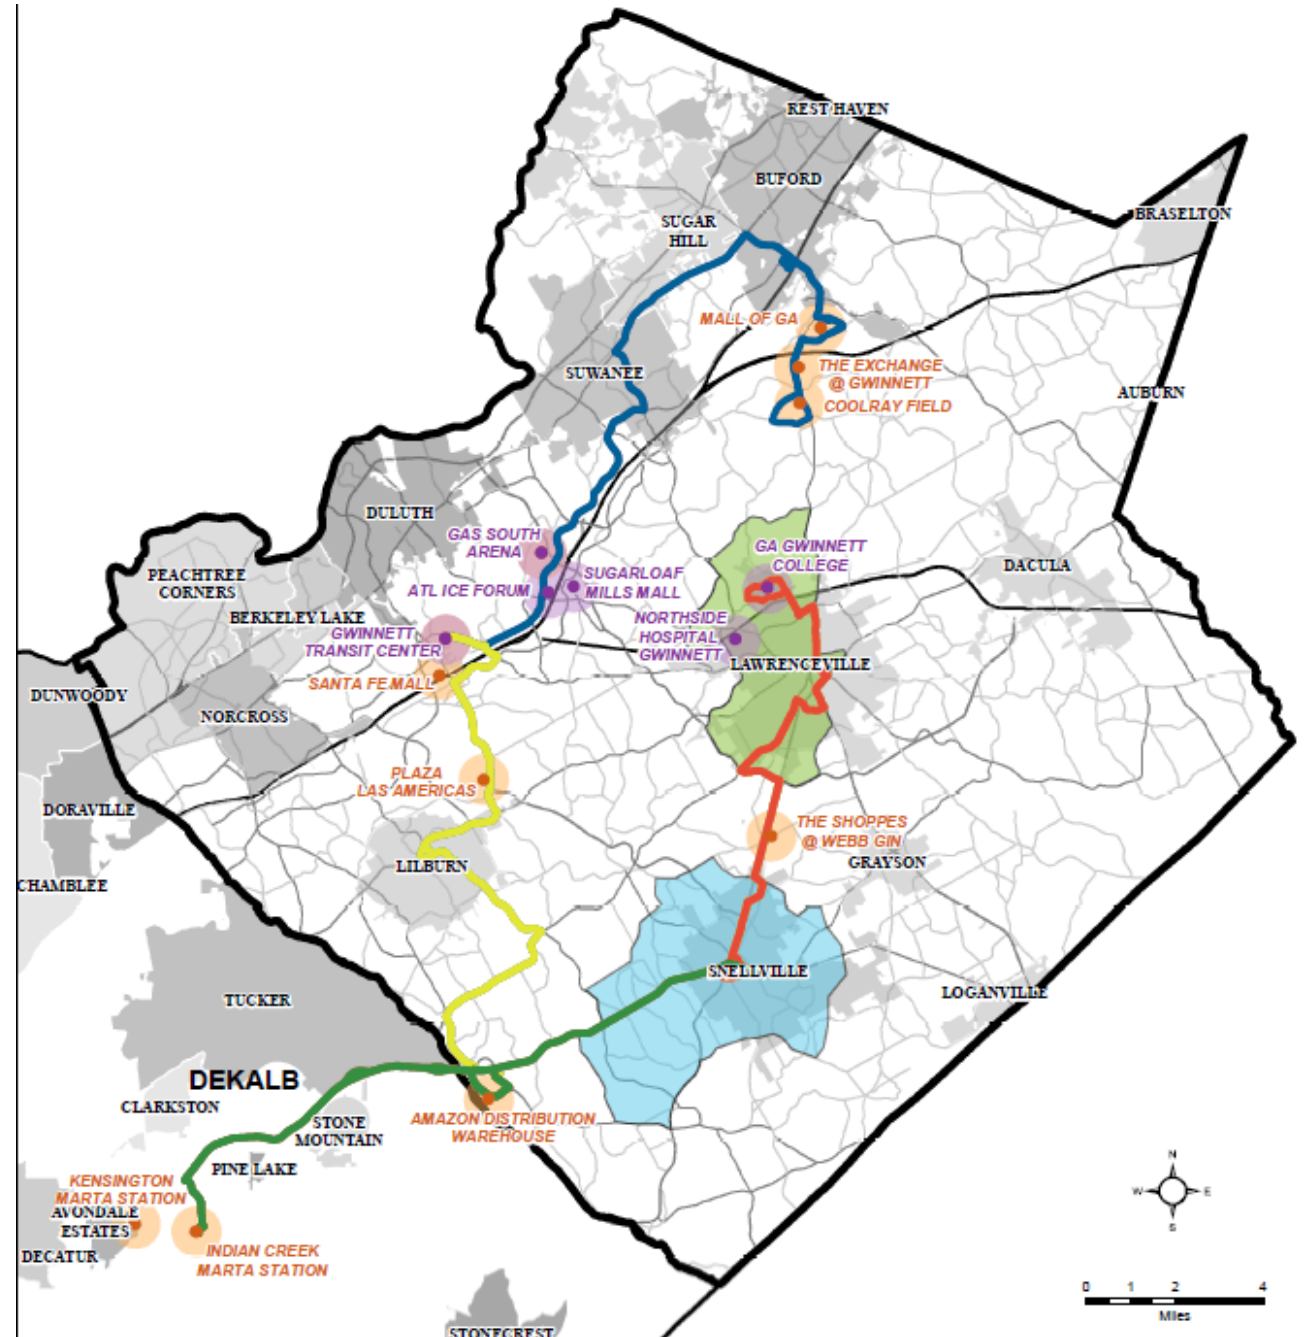 REST HAVEN
BUFORD
BRASELTON
SUGAR
HILL
MALL OF GA
THE EXCHANGE
@ GWINNETT
SUWANEE
COOLRAY FIELD
AUBURN
DULUTH
GAS SOUTH
ARENA
GA GWINNETT
COLLEGE
DACULA
PEACHTREE
CORNERS
SUGARLOAF
MILLS MALL
ATL ICE FORUM
BERKELEY LAKE
NORTHSIDE
HOSPITAL
GWINNETT
GWINNETT
TRANSIT CENTER
LAWRENCEVILLE
SANTA FE MALL
DUNWOODY
NORCROSS
PLAZA
LAS AMERICAS
DORAVILLE
THE SHOPPES
@ WEBB GIN
GRAYSON
LILBURN
CHAMBLEE
SNELLVILLE
LOGANVILLE
TUCKER
DEKALB
CLARKSTON
STONE
MOUNTAIN
AMAZON DISTRIBUTION
WAREHOUSE
PINE LAKE
KENSINGTON
MARTA STATION
AVONDALE
ESTATES
DECATUR
INDIAN CREEK
MARTA STATION
N
W E
S
0 1 2 4
Miles
STONECREST